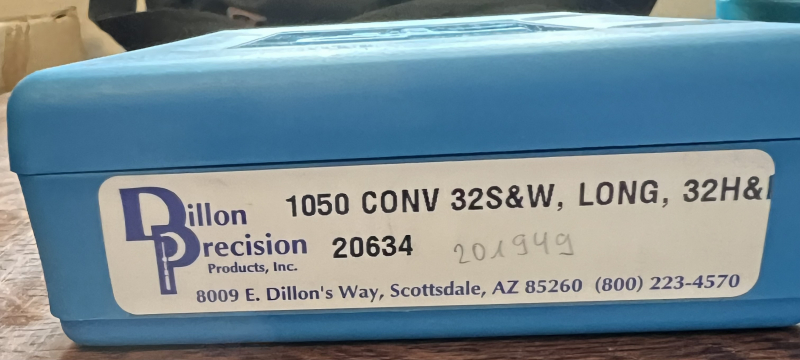 Dillon 1050 CONV 32S&W, LONG, 32H&
Precision 20634 201949
Products, Inc.
8009 E. Dillon's Way, Scottsdale, AZ 85260 (800) 223-4570